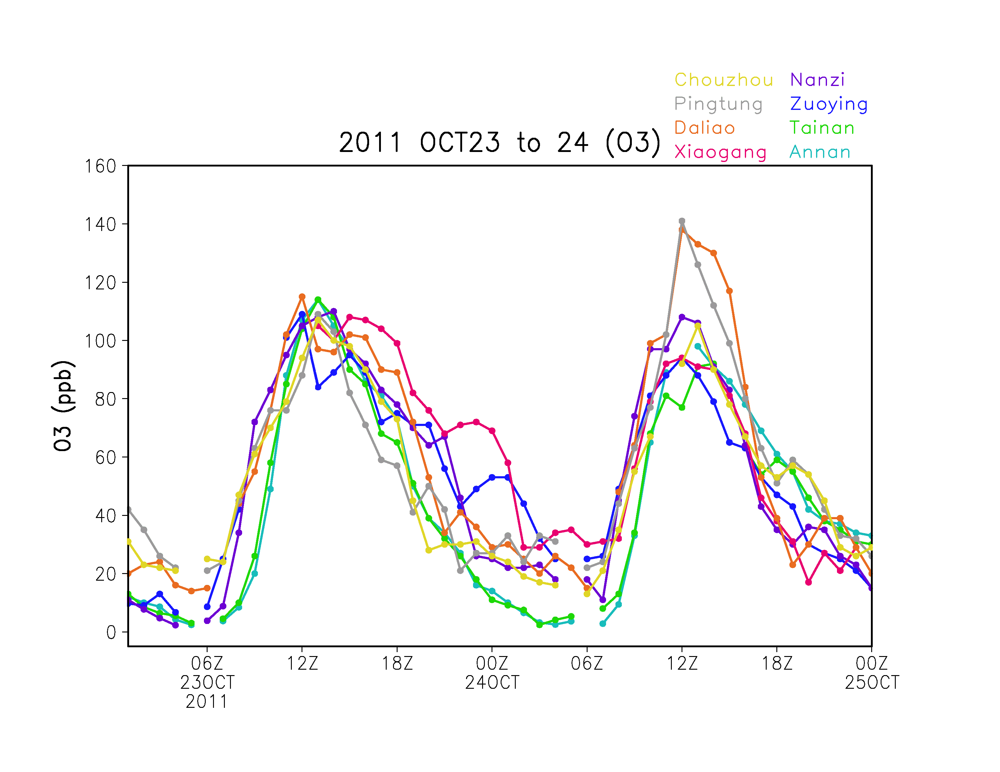 Chouzhou Nanzi
Pingtung Zuoying
Daliao Tainan
Xiaogang Annan
2011 OCT23 to 24 (O3)
O3 (ppb)
160
140
120
100
80
60
40
20
0
06Z 12Z 18Z 00Z 06Z 12Z 18Z 00Z
23OCT 24OCT 25OCT
2011